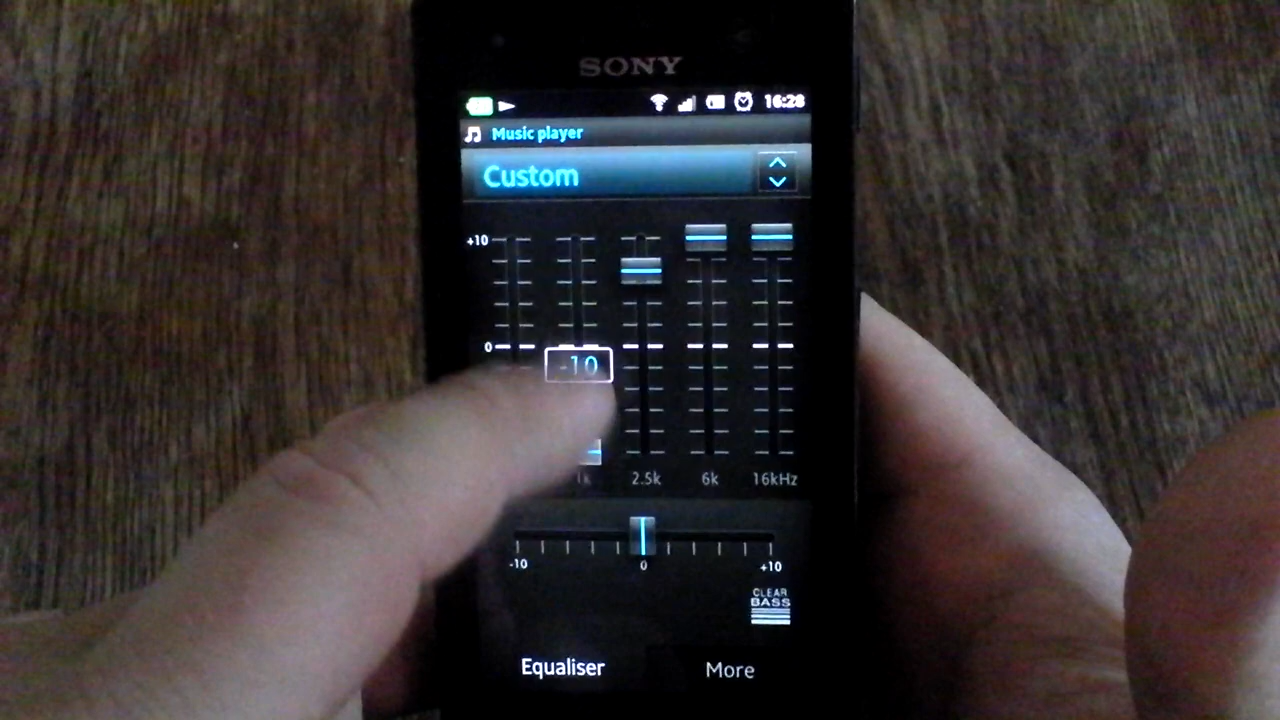 SONY
16:28
Music player
Custom
+10
0
-10
1k 2.5k 6k 16kHz
-10 0 +10
CLEAR
BASS
Equaliser More